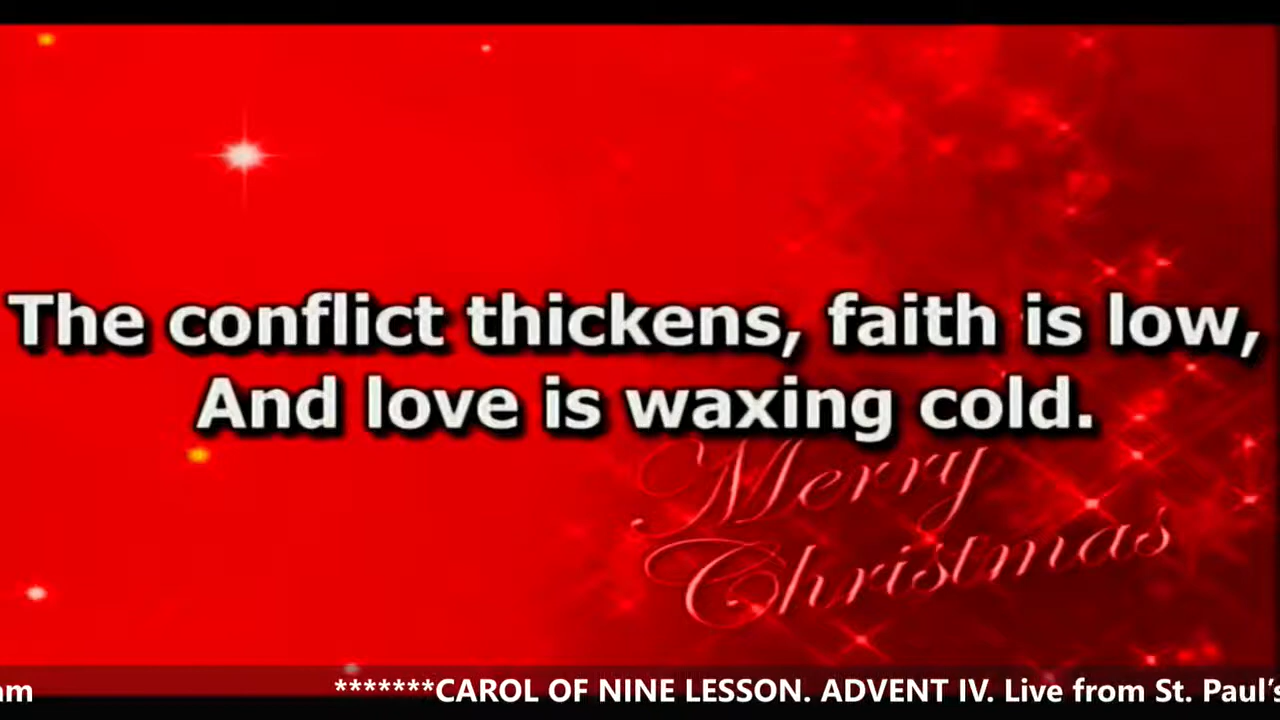 The conflict thickens, faith is low,
And love is waxing cold.
Merry
Christmas
am *******CAROL OF NINE LESSON. ADVENT IV. Live from St. Paul's